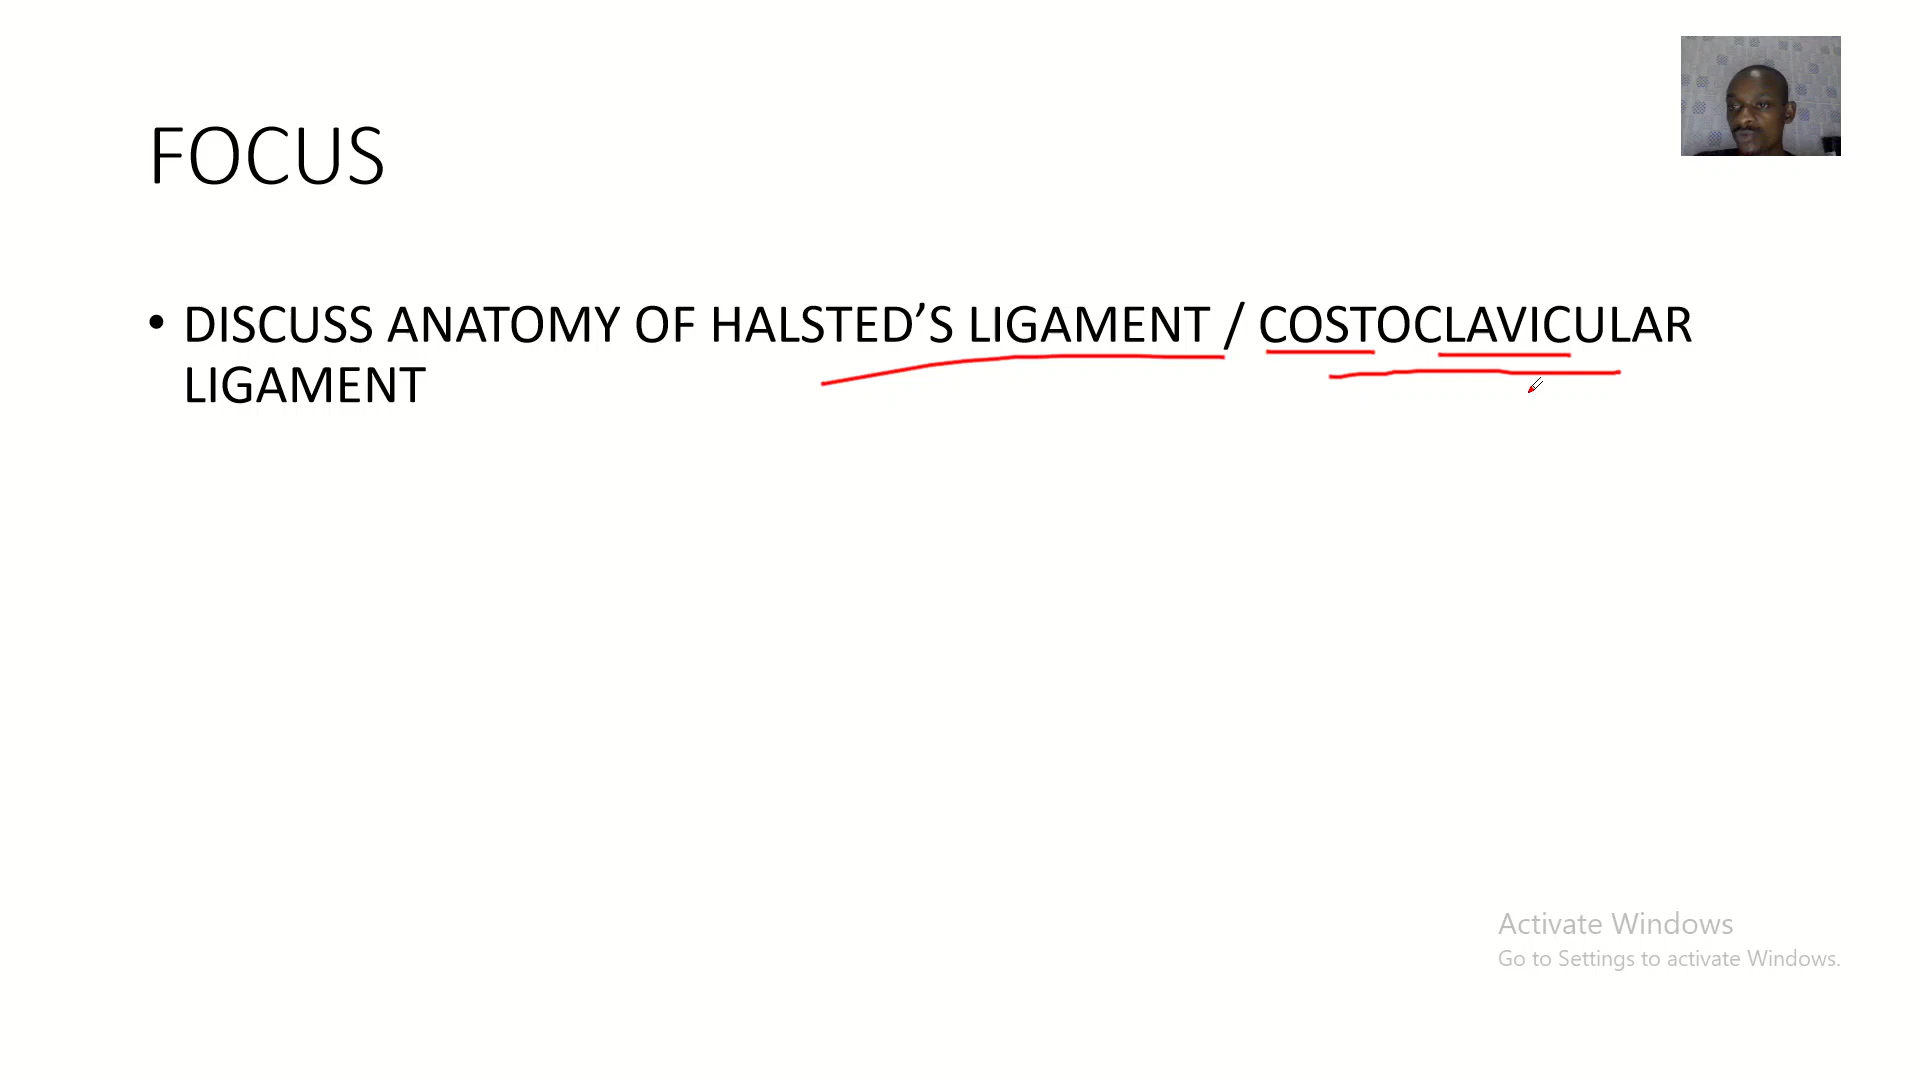 FOCUS
• DISCUSS ANATOMY OF HALSTED’S LIGAMENT / COSTOCLAVICULAR
LIGAMENT
Activate Windows
Go to Settings to activate Windows.